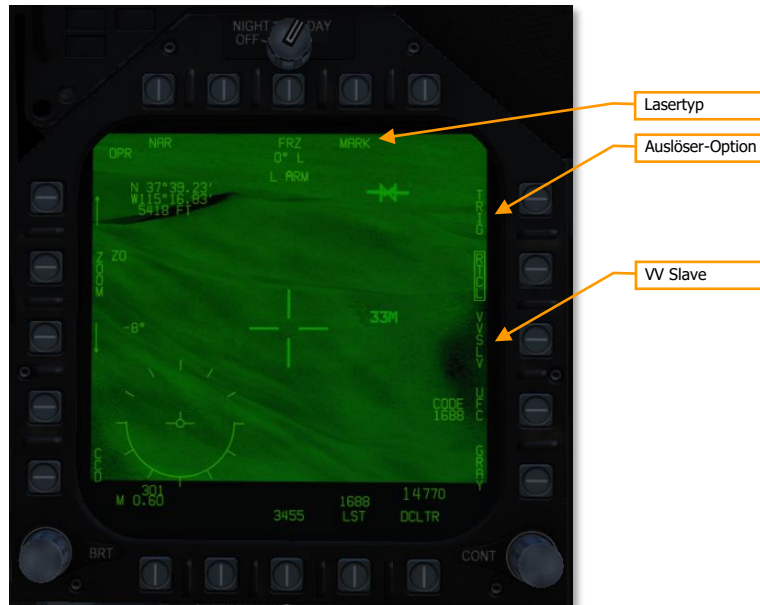 NIGHT DAY
OFF
NAR FRZ MARK
OPR
0° L
L ARM
N 37°39.23'
W115°16.83'
5418 FT
TRIG
ZOOM
ZO
RTCL
33M
-8°
VVSLV
CODE
1688
UFC
CCD
GRAY
301
M 0.60
3455
1688
LST
14770
DCLTR
BRT
CONT
Lasertyp
Auslöser-Option
VV Slave